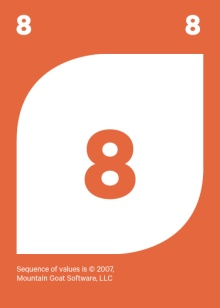 8 8
8
Sequence of values is © 2007,
Mountain Goat Software, LLC